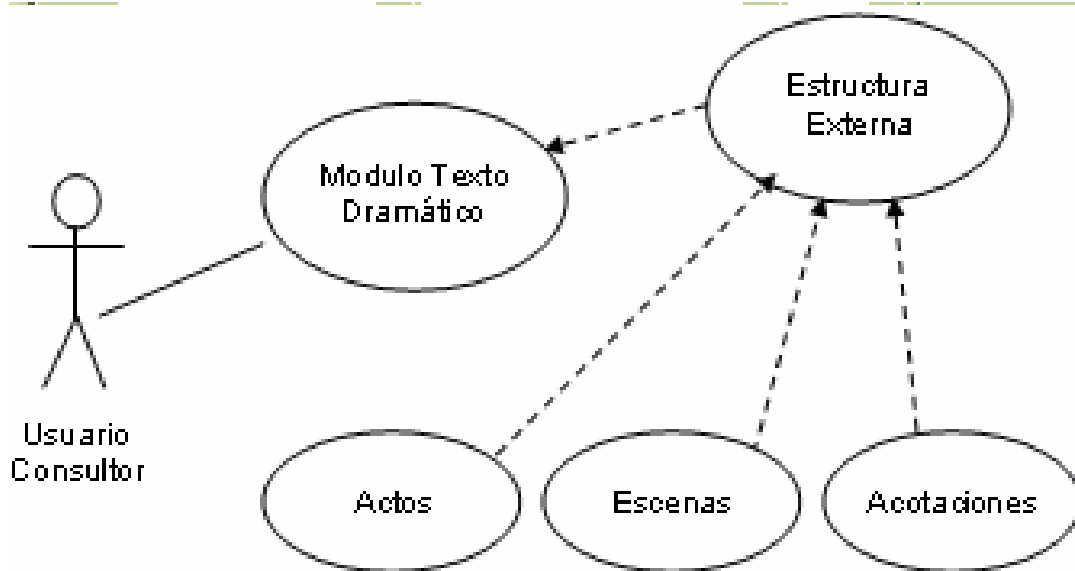 Estructura
Externa
Modulo Texto
Dramático
Usuario
Consultor
Actos
Escenas
Acotaciones